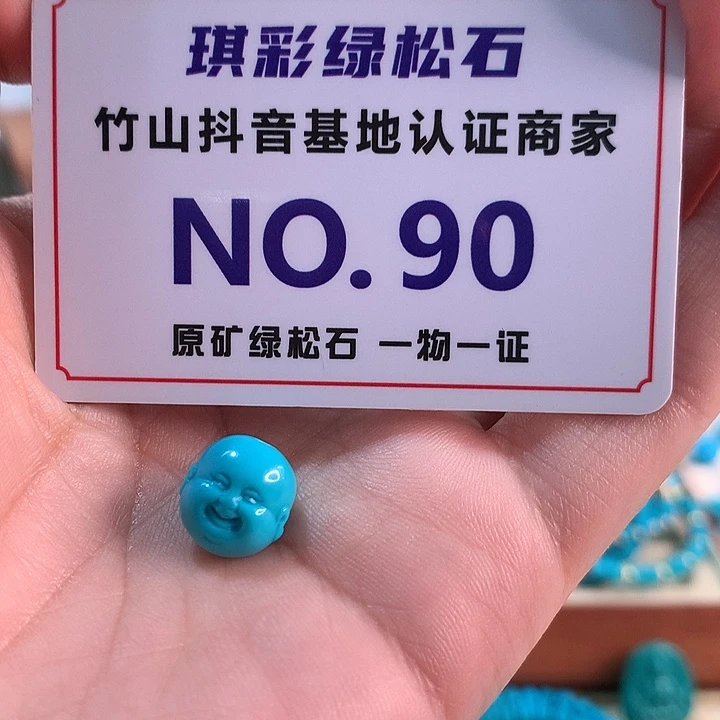 琪彩绿松石
竹山抖音基地认证商家
NO.90
原矿绿松石 一物一证